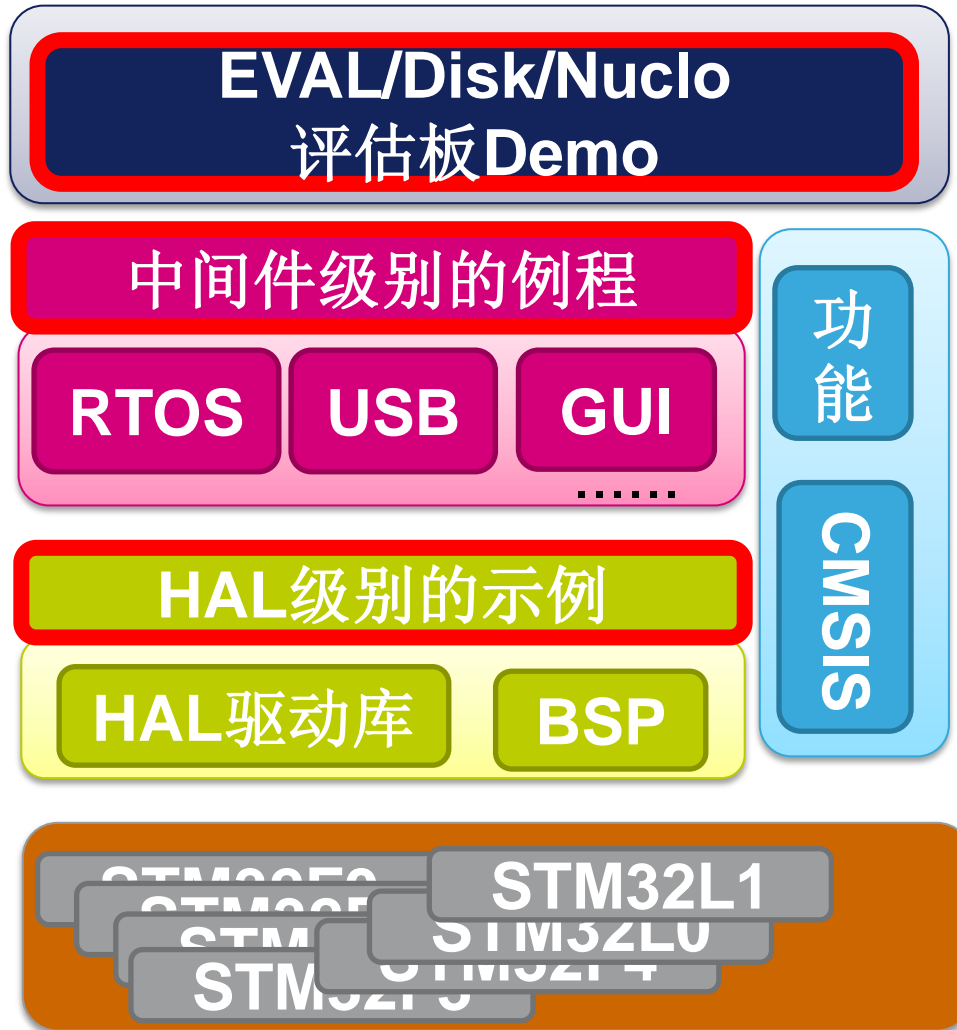 EVAL/Disk/Nuclo
评估板Demo
中间件级别的例程
RTOS
USB
GUI
......
功能
CMSIS
HAL级别的示例
HAL驱动库
BSP
STM32L1
STM32L0
STM32F4